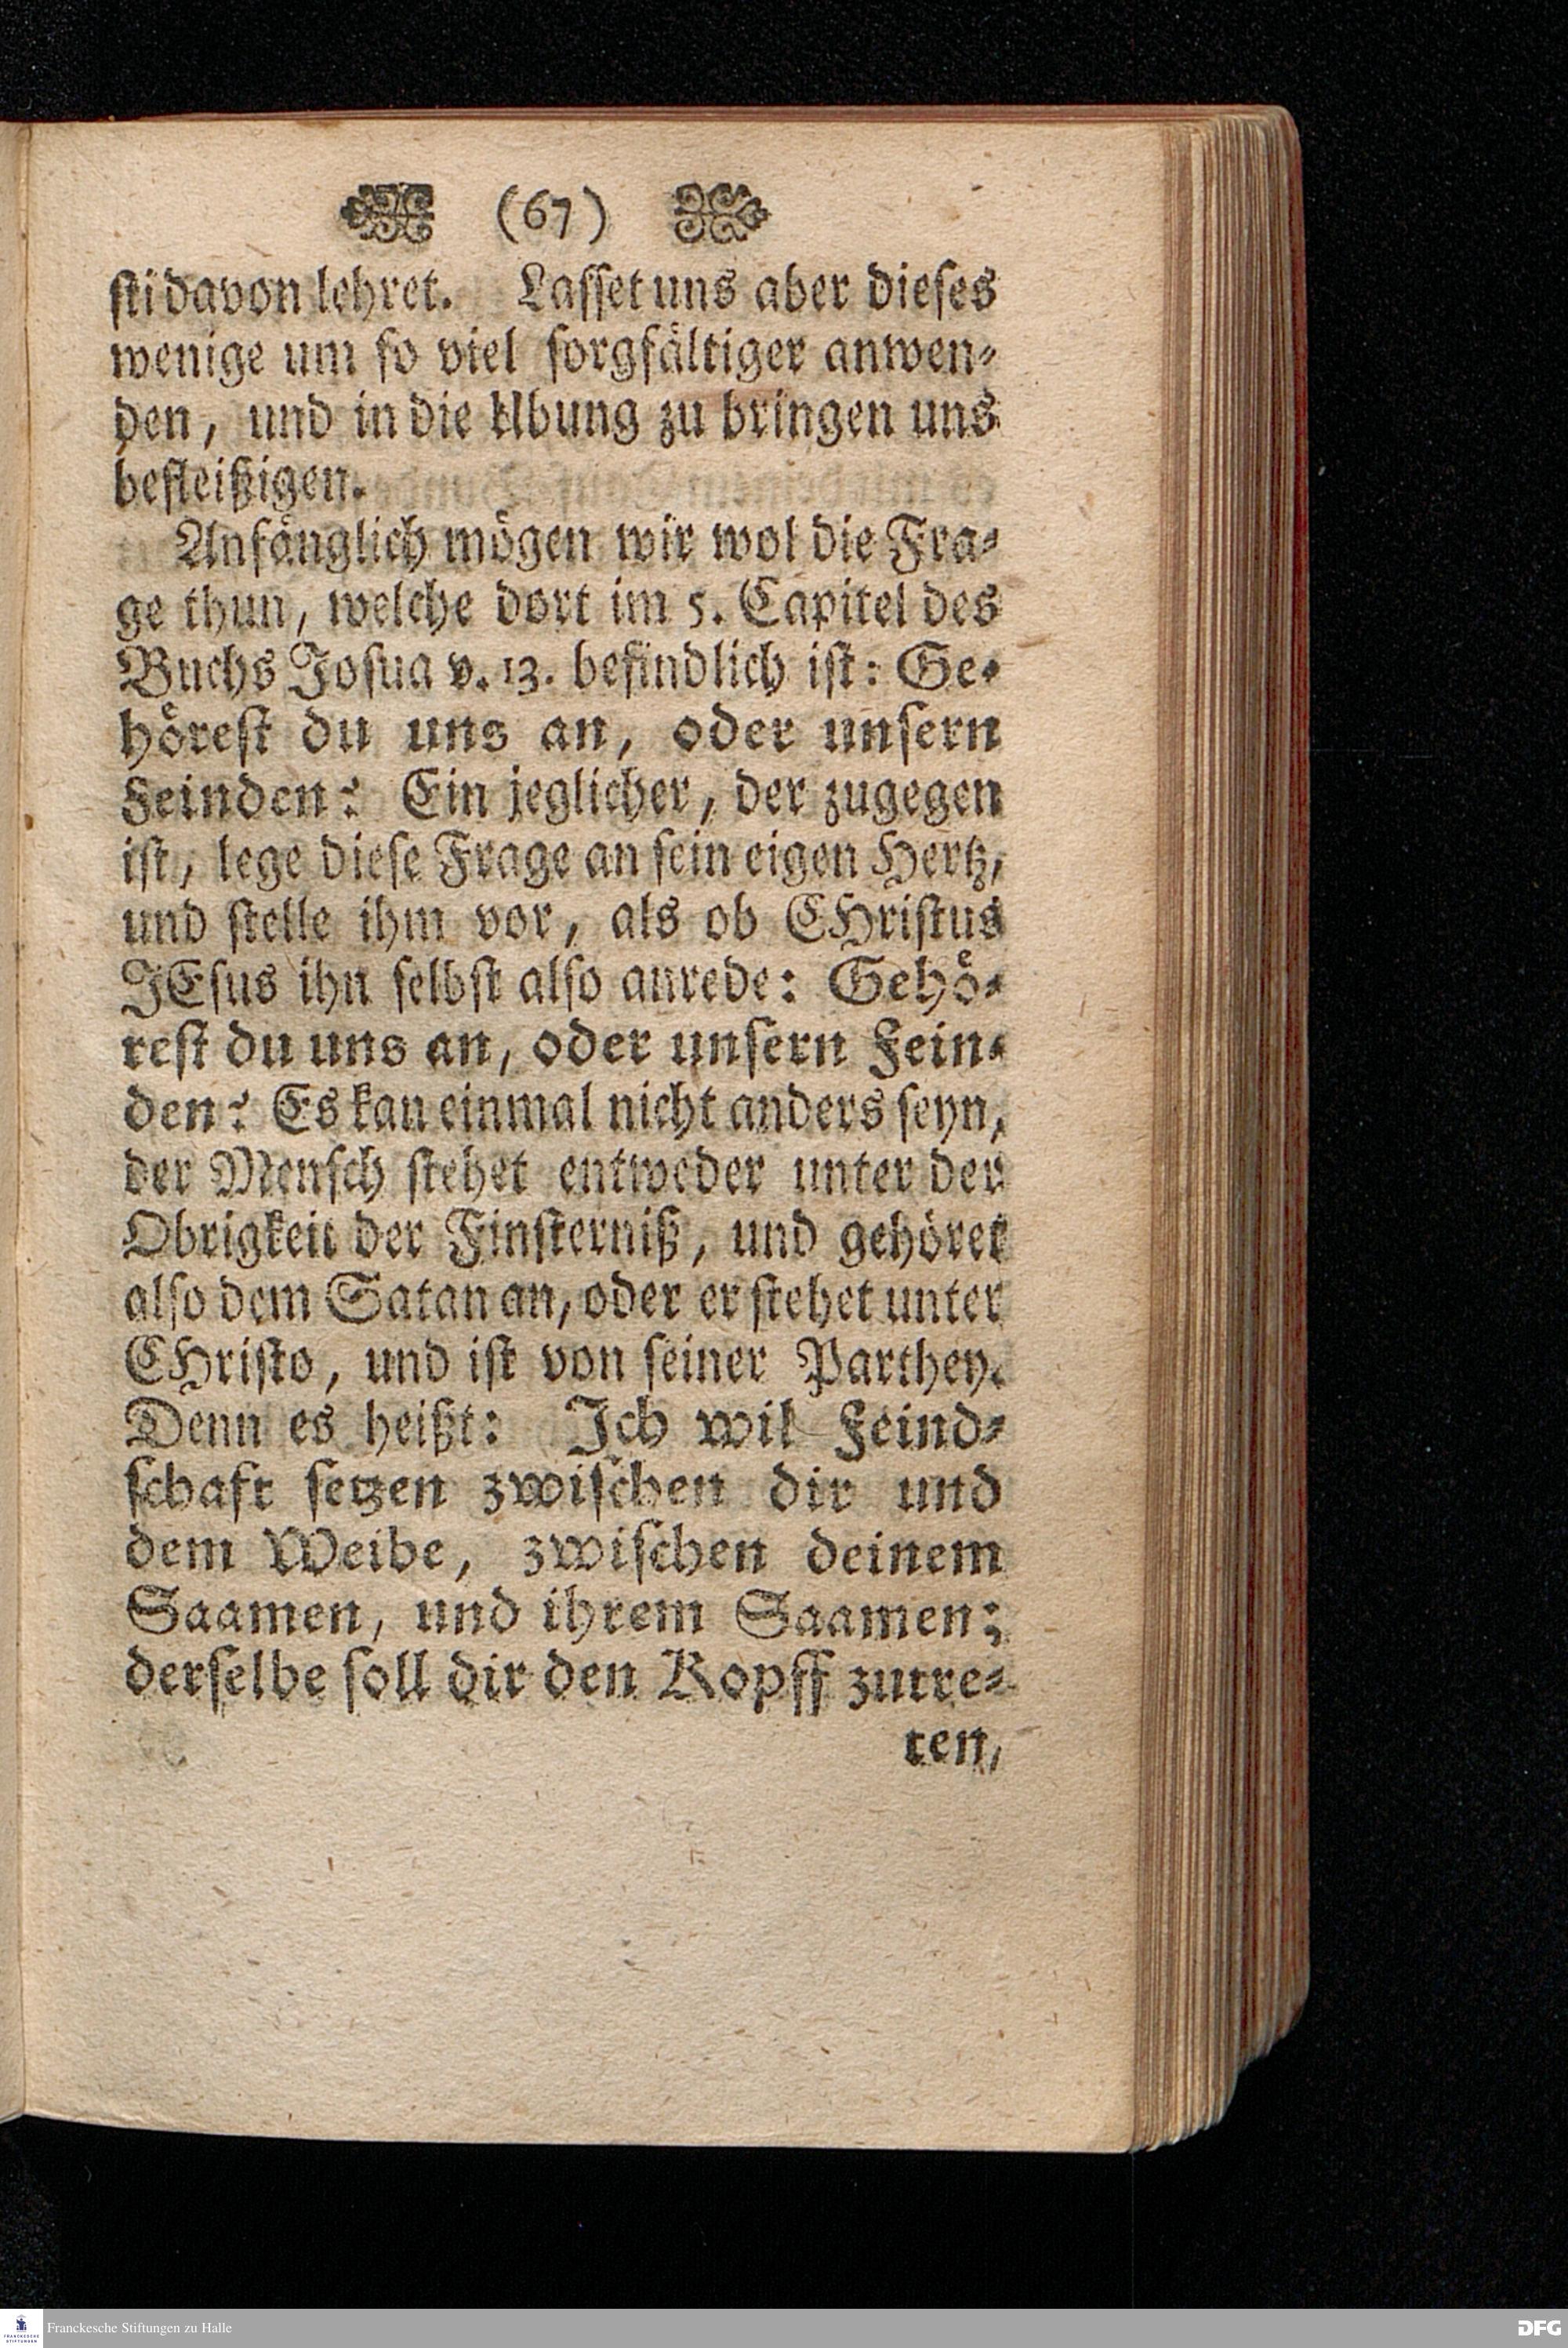 (67)
sti davon lehret. Lasset uns aber dieses
wenige um so viel sorgfältiger anwen-
den, und in die Ubung zu bringen uns
befleißigen.
Anfänglich mögen wir wol die Fra-
ge thun, welche dort im 5. Capitel des
Buchs Josua v. 13. befindlich ist: Ge-
hörest du uns an, oder unsern
Feinden? Ein jeglicher, der zugegen
ist, lege diese Frage an sein eigen Hertz,
und stelle ihm vor, als ob CHristus
JEsus ihn selbst also anrede: Gehö-
rest du uns an, oder unsern Fein-
den? Es kan einmal nicht anders seyn,
der Mensch stehet entweder unter der
Obrigkeit der Finsterniß, und gehöret
also dem Satan an, oder er stehet unter
CHristo, und ist von seiner Parthey.
Denn es heißt: Ich wil Feind-
schaft setzen zwischen dir und
dem Weibe, zwischen deinem
Saamen, und ihrem Saamen;
derselbe soll dir den Kopff zutre-
ten,
FRANCKESCHE
STIFTUNGEN
Franckesche Stiftungen zu Halle
DFG